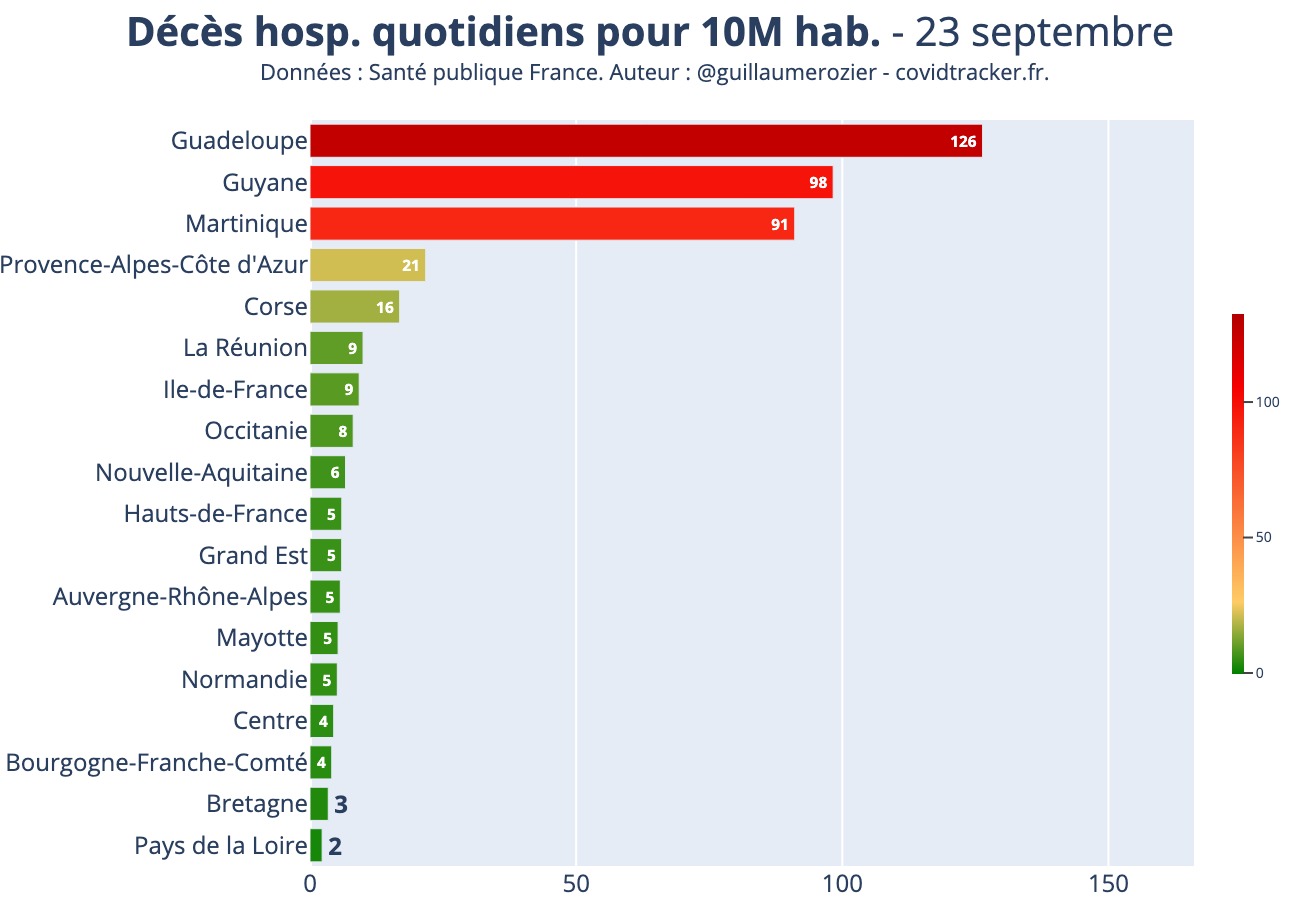 Décès hosp. quotidiens pour 10M hab. - 23 septembre
Données : Santé publique France. Auteur : @guillaumerozier - covidtracker.fr.
Guadeloupe 126
Guyane 98
Martinique 91
Provence-Alpes-Côte d'Azur 21
Corse 16
La Réunion 9
Ile-de-France 9
Occitanie 8
Nouvelle-Aquitaine 6
Hauts-de-France 5
Grand Est 5
Auvergne-Rhône-Alpes 5
Mayotte 5
Normandie 5
Centre 4
Bourgogne-Franche-Comté 4
Bretagne 3
Pays de la Loire 2
0 50 100 150
100
50
0